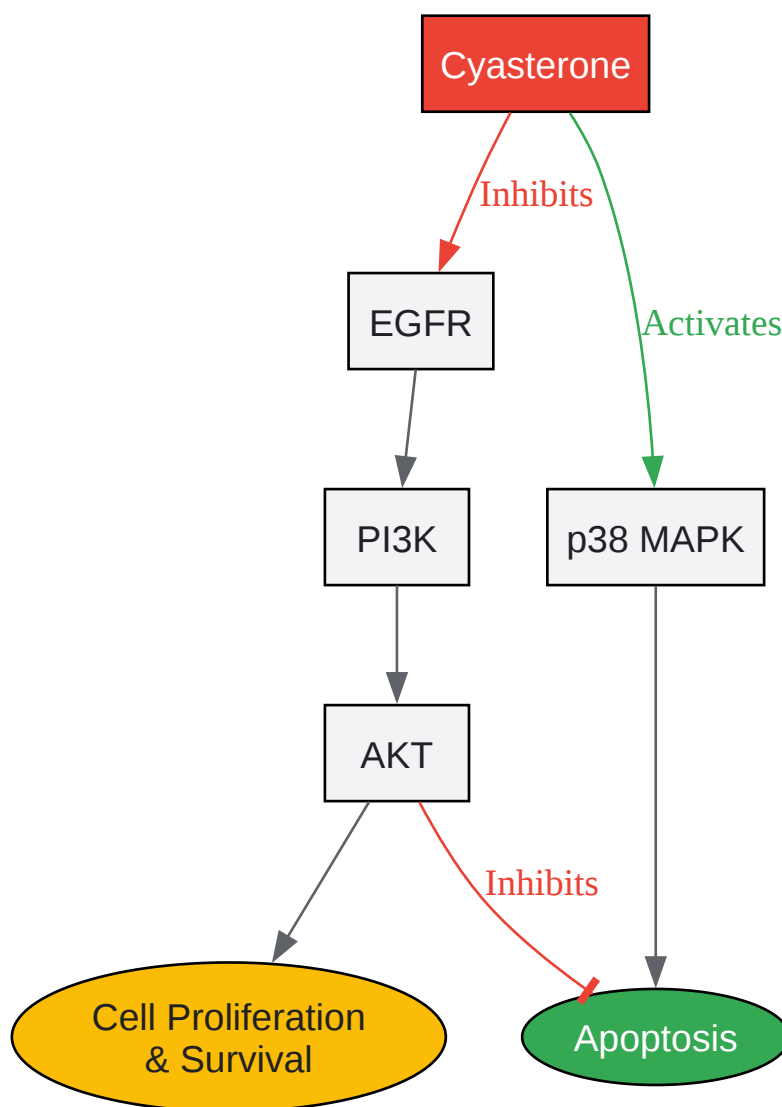 Cyasterone
Inhibits
EGFR
Activates
PI3K
p38 MAPK
AKT
Inhibits
Cell Proliferation
& Survival
Apoptosis